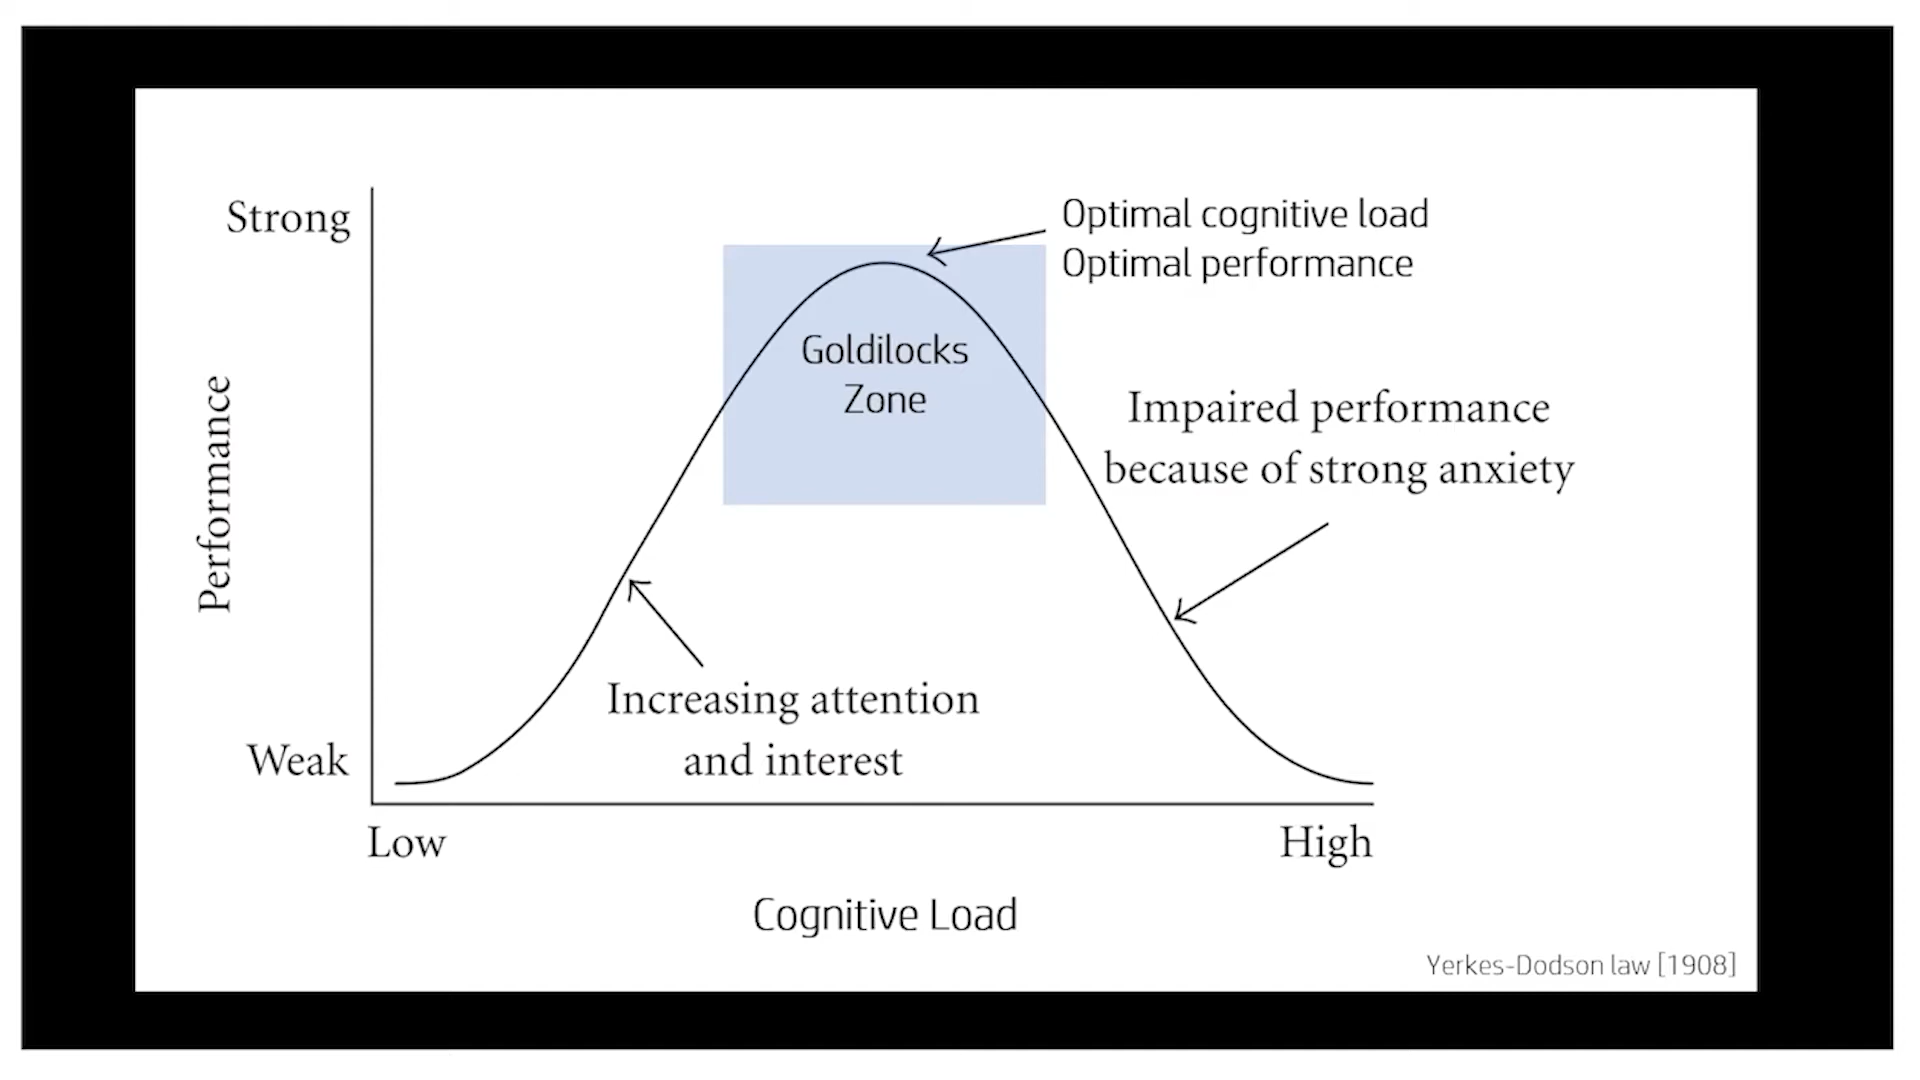 Strong
Optimal cognitive load
Optimal performance
Goldilocks
Zone
Impaired performance
because of strong anxiety
Performance
Increasing attention
and interest
Weak
Low
High
Cognitive Load
Yerkes-Dodson law [1908]